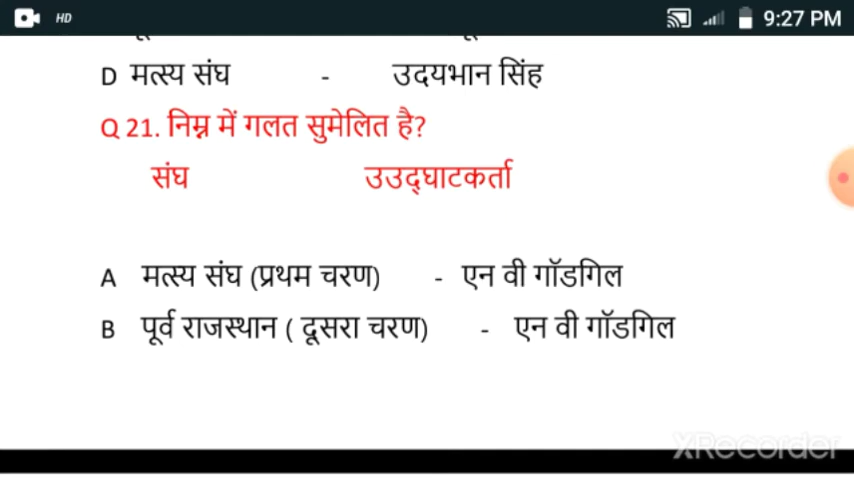 HD 9:27 PM
D मत्स्य संघ - उदयभान सिंह
Q 21. निम्न में गलत सुमेलित है?
संघ उउद्घाटकर्ता
A मत्स्य संघ (प्रथम चरण) - एन वी गॉडगिल
B पूर्व राजस्थान ( दूसरा चरण) - एन वी गॉडगिल
XRecorder